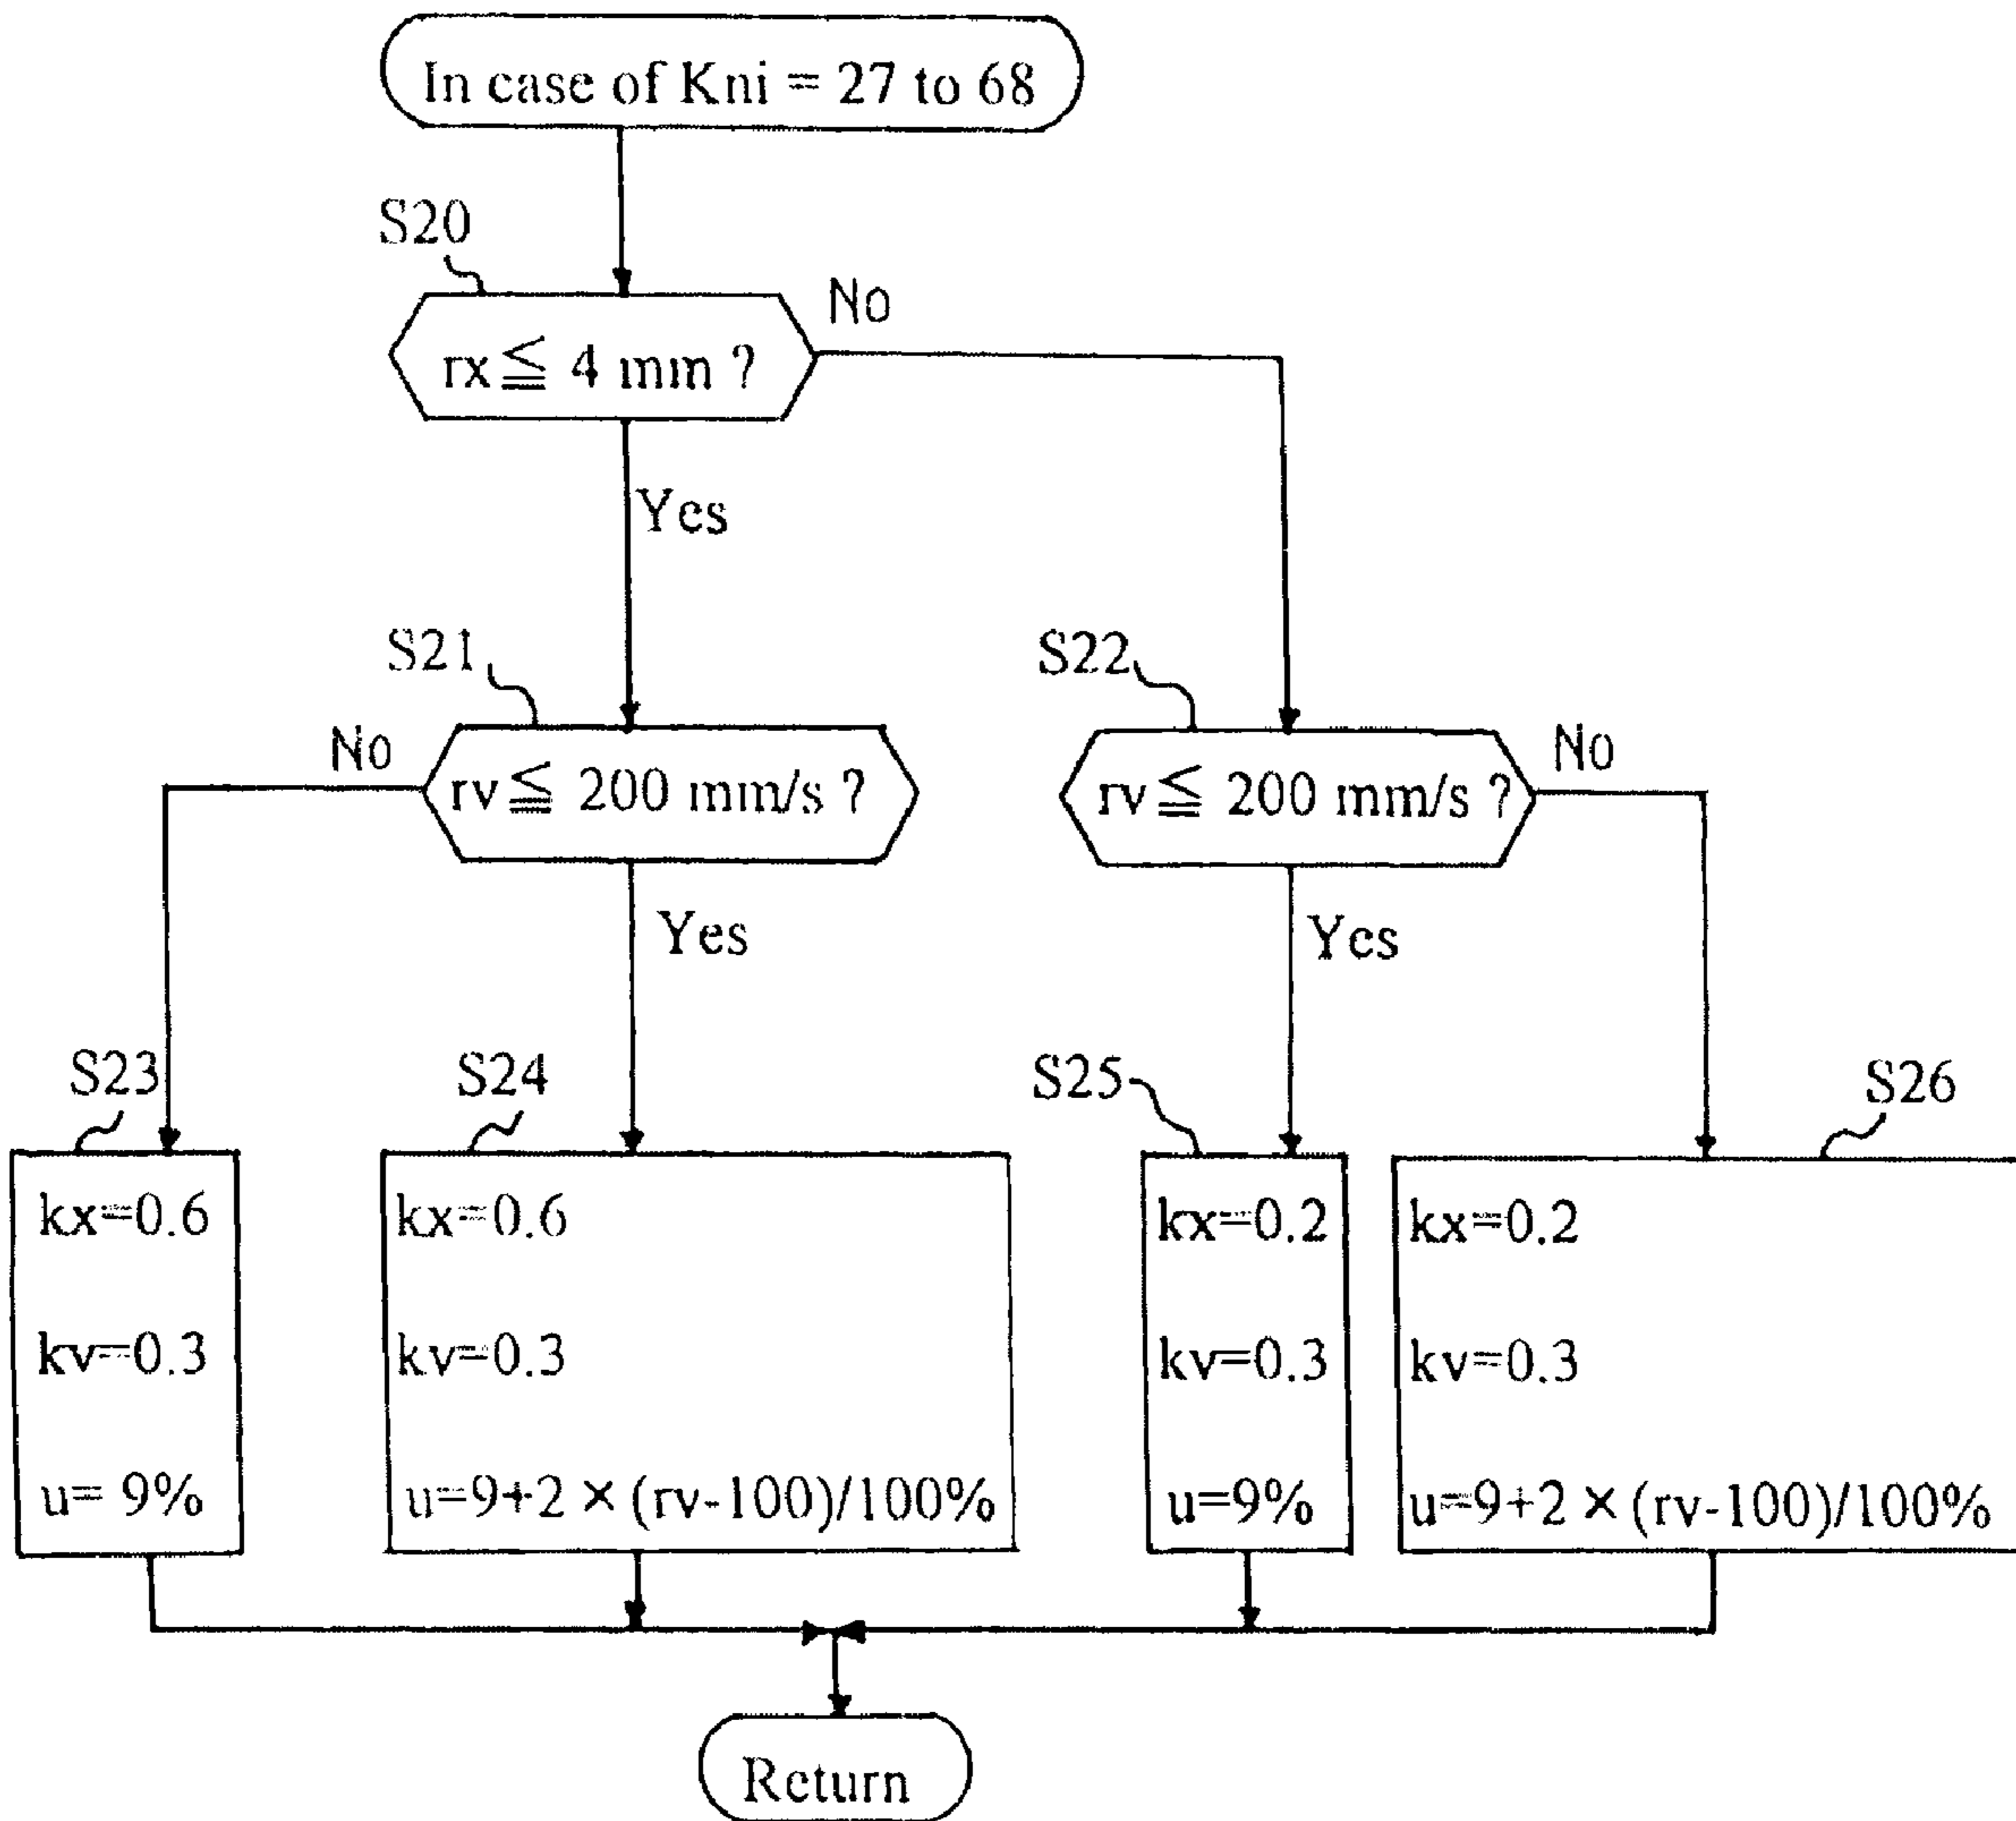 In case of Kni = 27 to 68
S20
rx ≦ 4 mm ?
No
Yes
S21
rv ≦ 200 mm/s ?
No
Yes
S22
rv ≦ 200 mm/s ?
No
Yes
S23
kx=0.6
kv=0.3
u= 9%
S24
kx=0.6
kv=0.3
u=9+2 × (rv-100)/100%
S25
kx=0.2
kv=0.3
u=9%
S26
kx=0.2
kv=0.3
u=9+2 × (rv-100)/100%
Return